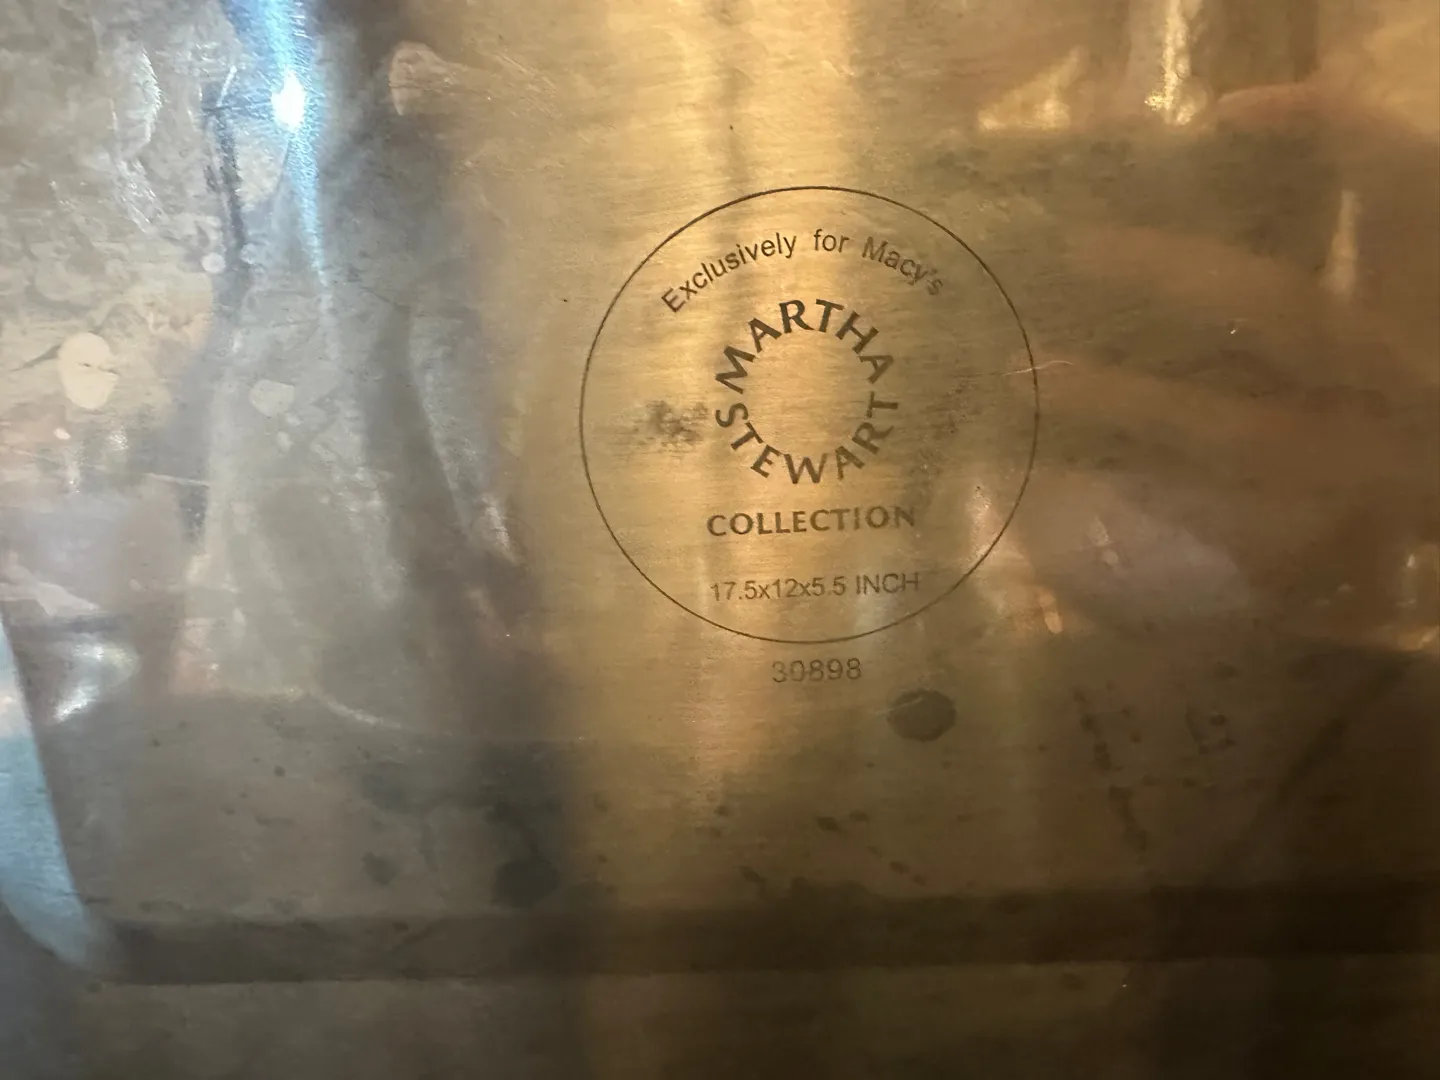 Exclusively for Macy's
MARTHA
STEWART
COLLECTION
17.5x12x5.5 INCH
30898